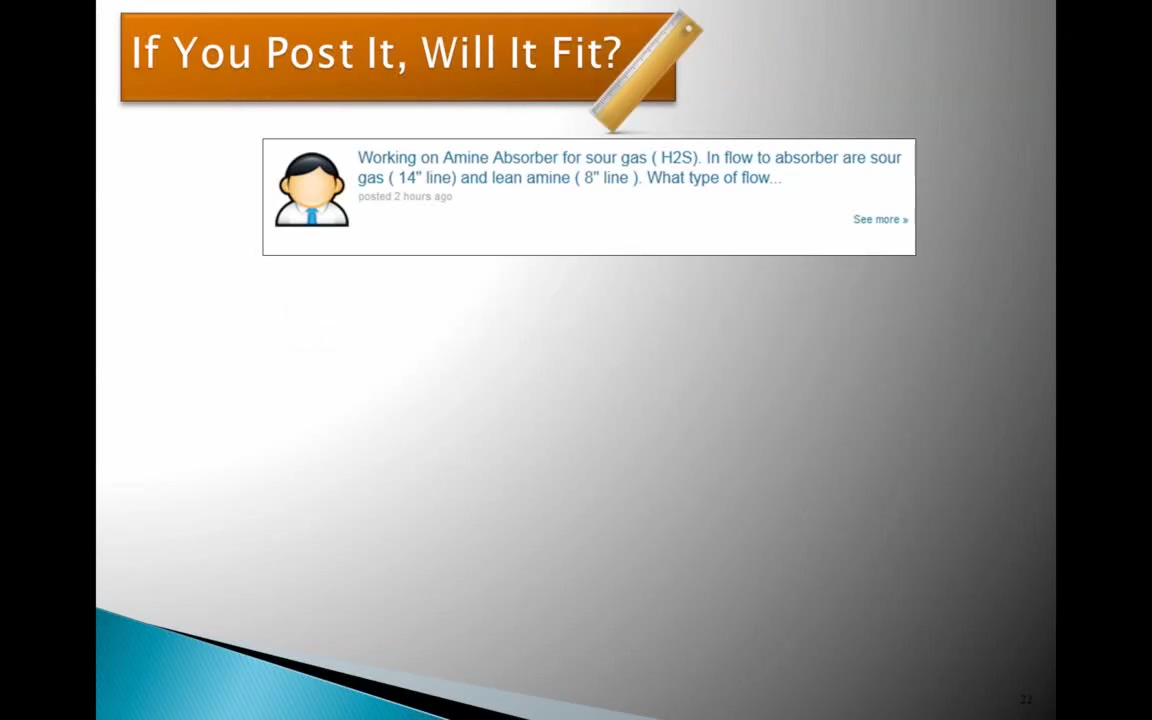 If You Post It, Will It Fit?
Working on Amine Absorber for sour gas ( H2S). In flow to absorber are sour
gas ( 14" line) and lean amine ( 8" line ). What type of flow...
posted 2 hours ago
See more »
22